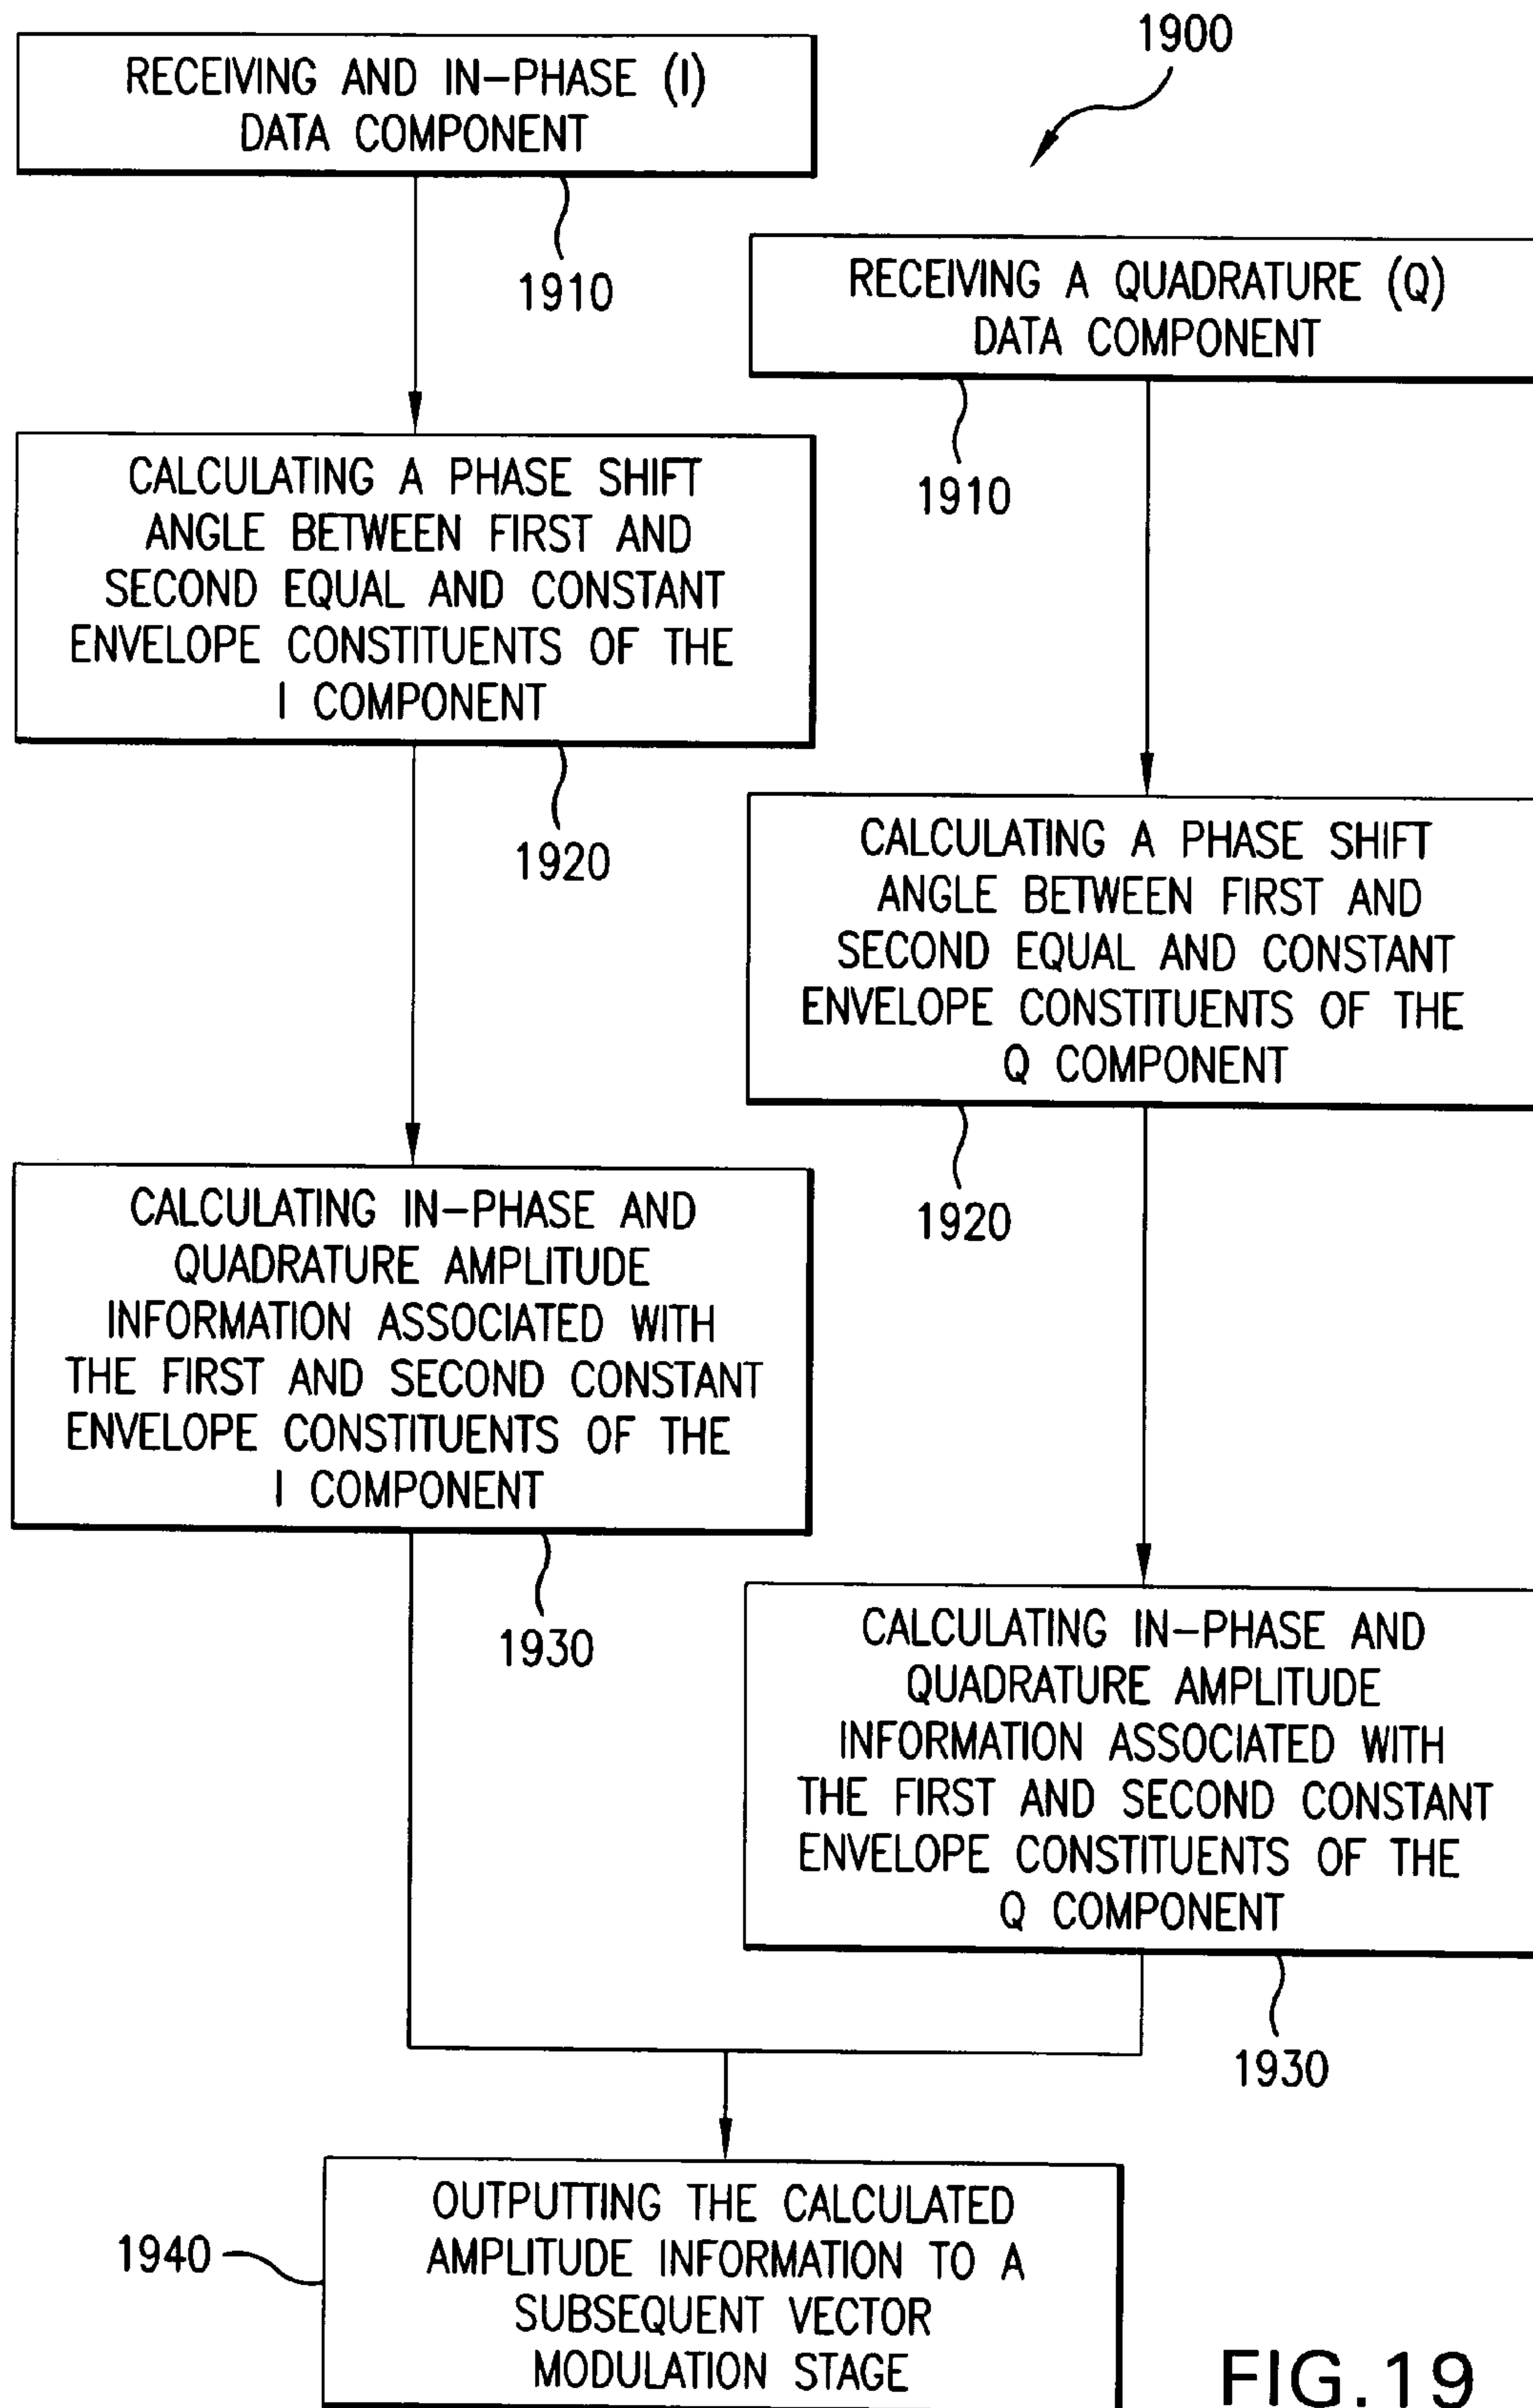 1900
RECEIVING AND IN-PHASE (I)
DATA COMPONENT
1910
RECEIVING A QUADRATURE (Q)
DATA COMPONENT
1910
CALCULATING A PHASE SHIFT
ANGLE BETWEEN FIRST AND
SECOND EQUAL AND CONSTANT
ENVELOPE CONSTITUENTS OF THE
I COMPONENT
1920
CALCULATING A PHASE SHIFT
ANGLE BETWEEN FIRST AND
SECOND EQUAL AND CONSTANT
ENVELOPE CONSTITUENTS OF THE
Q COMPONENT
1920
CALCULATING IN-PHASE AND
QUADRATURE AMPLITUDE
INFORMATION ASSOCIATED WITH
THE FIRST AND SECOND CONSTANT
ENVELOPE CONSTITUENTS OF THE
I COMPONENT
1930
CALCULATING IN-PHASE AND
QUADRATURE AMPLITUDE
INFORMATION ASSOCIATED WITH
THE FIRST AND SECOND CONSTANT
ENVELOPE CONSTITUENTS OF THE
Q COMPONENT
1930
1940
OUTPUTTING THE CALCULATED
AMPLITUDE INFORMATION TO A
SUBSEQUENT VECTOR
MODULATION STAGE
FIG.19